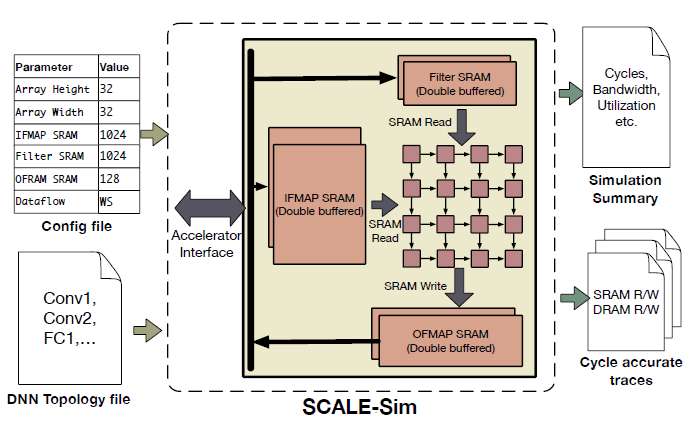 Parameter Value
Array Height 32
Array Width 32
IFMAP SRAM 1024
Filter SRAM 1024
OFRAM SRAM 128
Dataflow WS
Config file
Conv1,
Conv2,
FC1,...
DNN Topology file
Accelerator
Interface
Filter SRAM
(Double buffered)
SRAM Read
IFMAP SRAM
(Double buffered)
SRAM
Read
SRAM Write
OFMAP SRAM
(Double buffered)
SCALE-Sim
Cycles,
Bandwidth,
Utilization
etc.
Simulation
Summary
SRAM R/W
DRAM R/W
Cycle accurate
traces